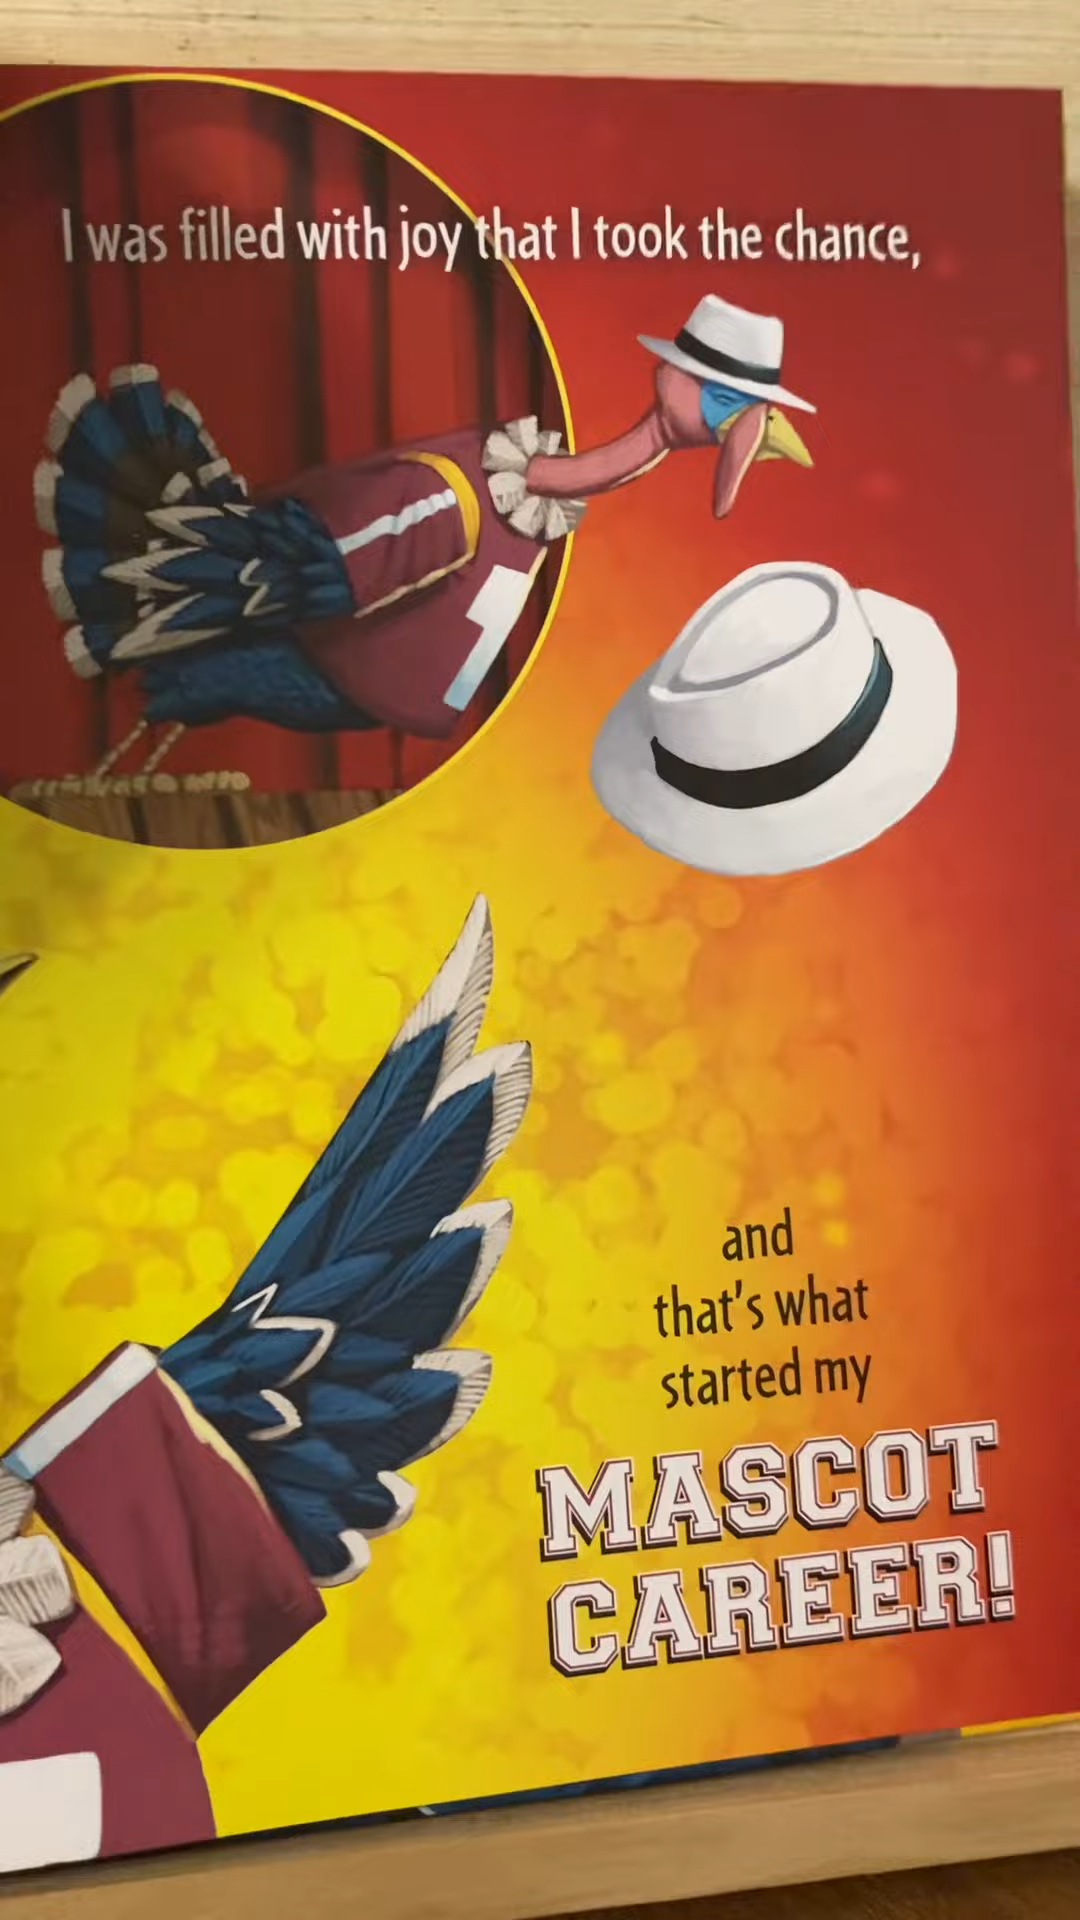 I was filled with joy that I took the chance,
and
that's what
started my
MASCOT
CAREER!